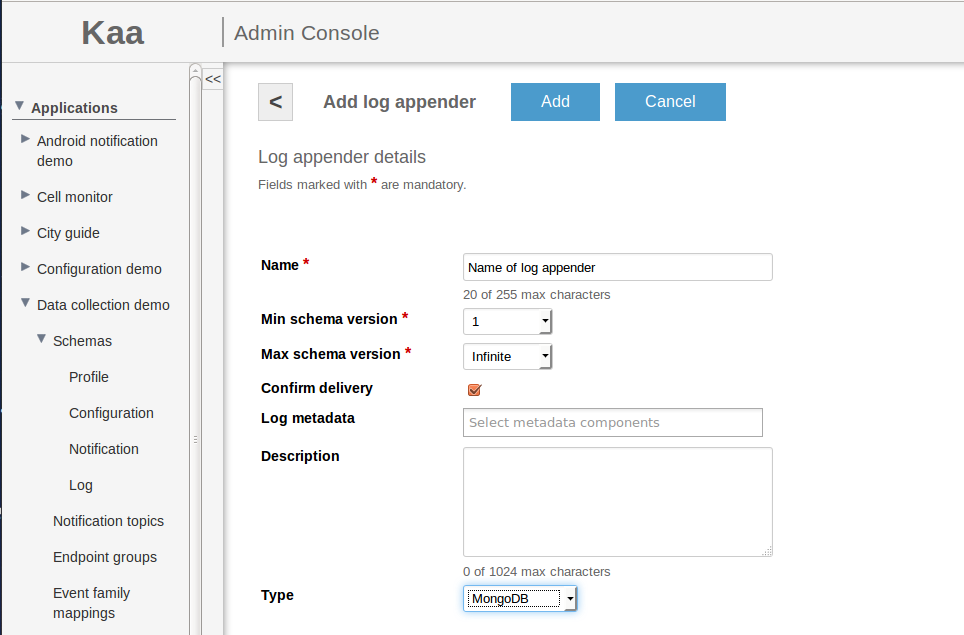 Kaa
Admin Console
<<
Applications
Android notification
demo
Cell monitor
City guide
Configuration demo
Data collection demo
Schemas
Profile
Configuration
Notification
Log
Notification topics
Endpoint groups
Event family
mappings
< Add log appender Add Cancel
Log appender details
Fields marked with * are mandatory.
Name * Name of log appender
20 of 255 max characters
Min schema version * 1
Max schema version * Infinite
Confirm delivery
Log metadata Select metadata components
Description
0 of 1024 max characters
Type MongoDB